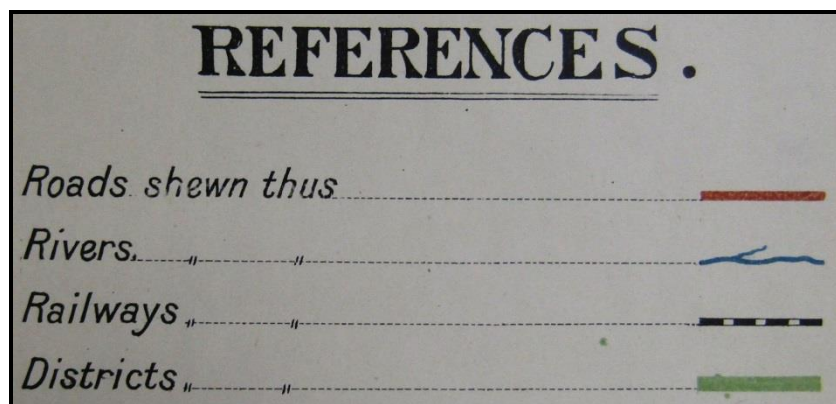 REFERENCES.
Roads shewn thus
Rivers „ „
Railways „ „
Districts „ „